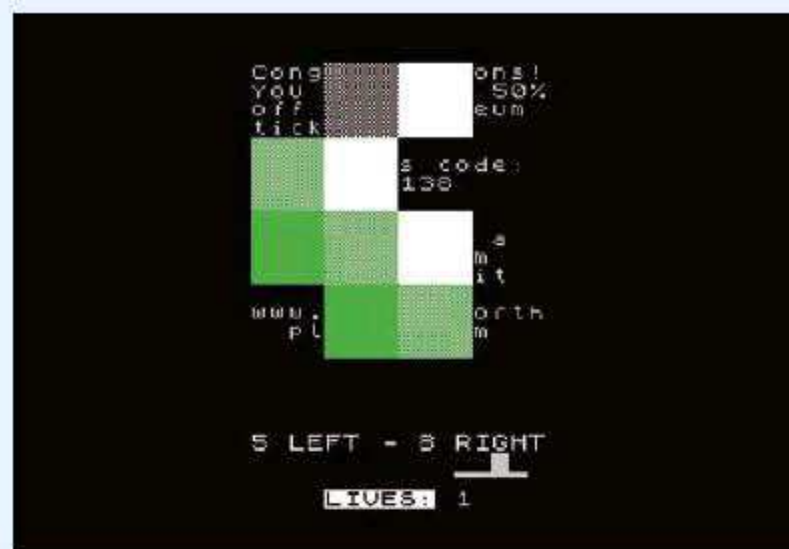 Cong ons!
you 50%
off eum
tick
s code:
138
a
m
it
www. orth
pl m
5 LEFT - 8 RIGHT
LIVES: 1